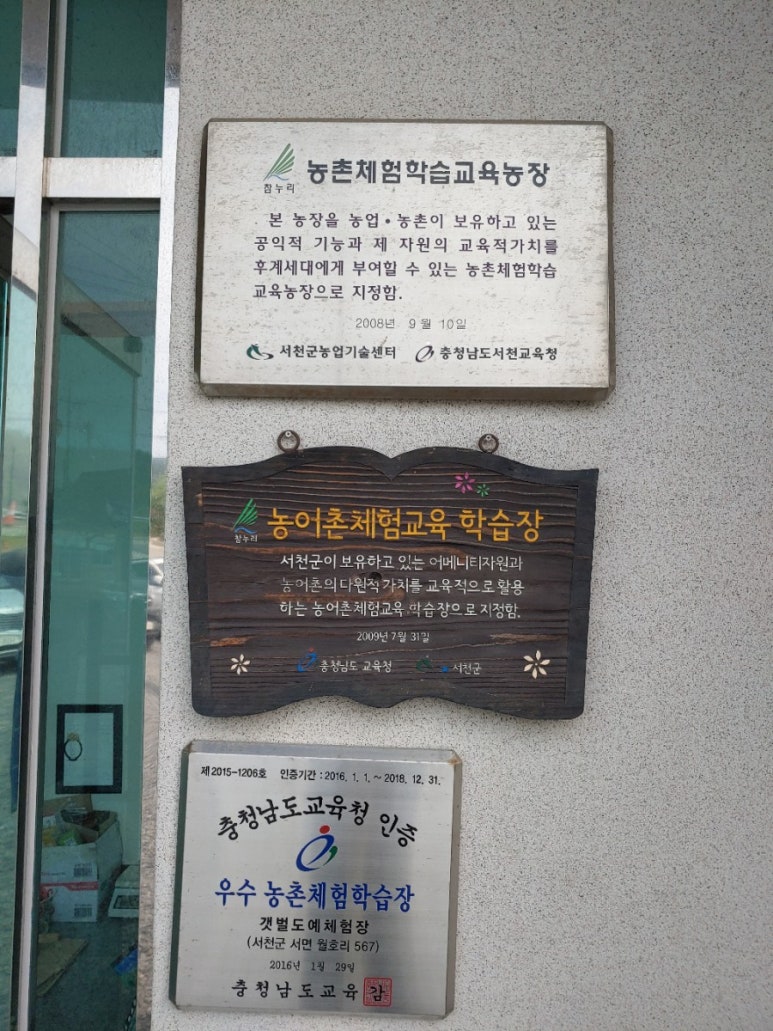 참누리
농촌체험학습교육농장
본 농장을 농업·농촌이 보유하고 있는
공익적 기능과 제 자원의 교육적가치를
후계세대에게 부여할 수 있는 농촌체험학습
교육농장으로 지정함.
2008년 9월 10일
서천군농업기술센터 충청남도서천교육청
참누리
농어촌체험교육 학습장
서천군이 보유하고 있는 어메니티자원과
농어촌의 다원적 가치를 교육적으로 활용
하는 농어촌체험교육 학습장으로 지정함.
2009년 7월 31일
충청남도 교육청 서천군
제2015-1206호 인증기간 : 2016. 1. 1. ~ 2018. 12. 31.
충청남도교육청 인증
우수 농촌체험학습장
갯벌도예체험장
(서천군 서면 월호리 567)
2016년 1월 29일
충청남도교육감